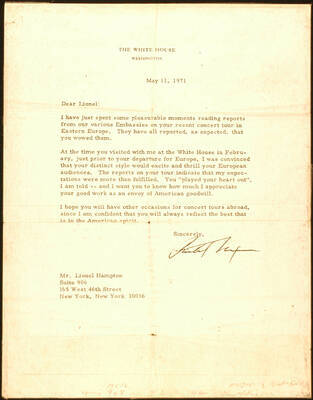 THE WHITE HOUSE
WASHINGTON
May 11, 1971
Dear Lionel:
I have just spent some pleasurable moments reading reports
from our various Embassies on your recent concert tour in
Eastern Europe. They have all reported, as expected, that
you wowed them.
At the time you visited with me at the White House in Febru-
ary, just prior to your departure for Europe, I was convinced
that your distinct style would excite and thrill your European
audiences. The reports on your tour indicate that my expec-
tations were more than fulfilled. You "played your heart out",
I am told -- and I want you to know how much I appreciate
your good work as an envoy of American goodwill.
I hope you will have other occasions for concert tours abroad,
since I am confident that you will always reflect the best that
is in the American spirit.
Sincerely,
Mr. Lionel Hampton
Suite 906
165 West 46th Street
New York, New York 10036